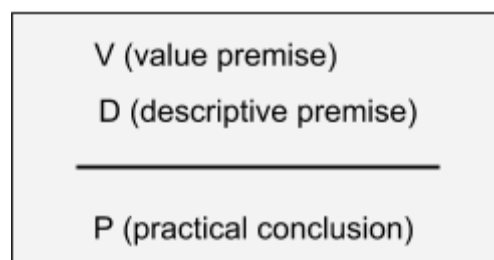 V (value premise)
D (descriptive premise)
P (practical conclusion)